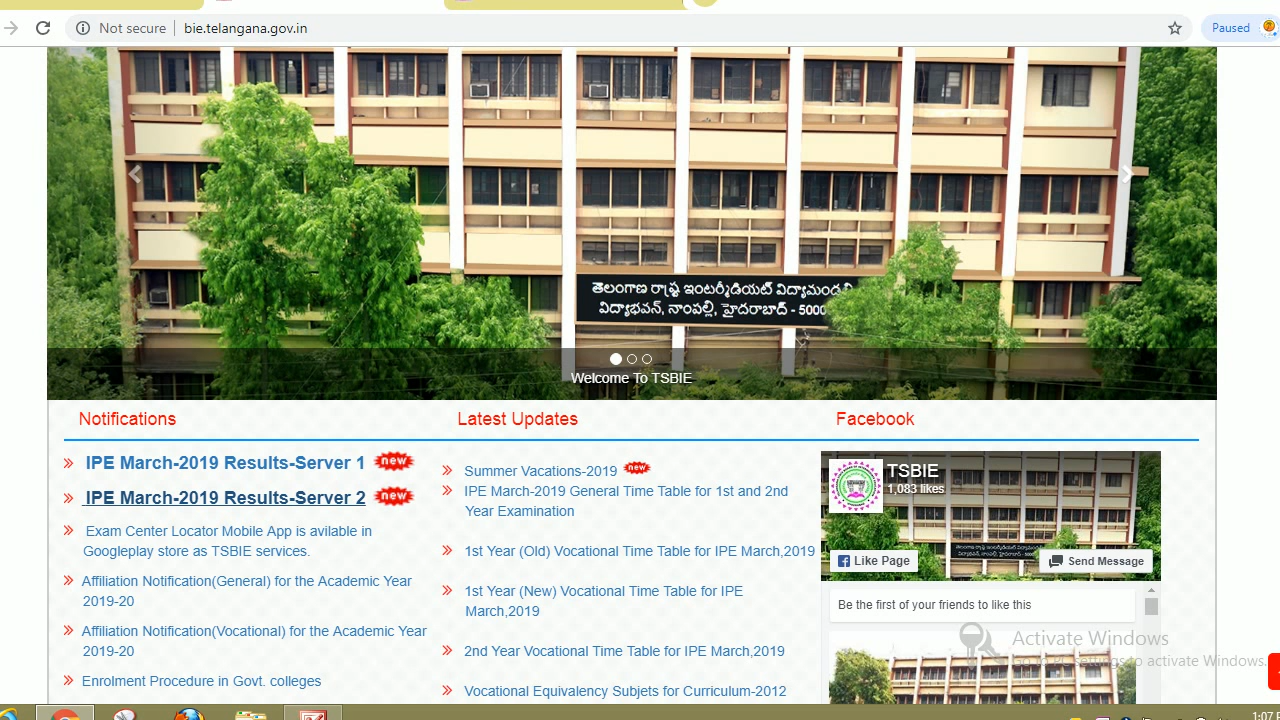 Not secure
bie.telangana.gov.in
Paused
తెలంగాణ రాష్ట్ర ఇంటర్మీడియట్ విద్యామండలి
విద్యాభవన్, నాంపల్లి, హైదరాబాద్ - 5000
Welcome To TSBIE
Notifications
IPE March-2019 Results-Server 1 new
IPE March-2019 Results-Server 2 new
Exam Center Locator Mobile App is avilable in
Googleplay store as TSBIE Services.
Affiliation Notification(General) for the Academic Year
2019-20
Affiliation Notification(Vocational) for the Academic Year
2019-20
Enrolment Procedure in Govt. colleges
Latest Updates
Summer Vacations-2019 new
IPE March-2019 General Time Table for 1st and 2nd
Year Examination
1st Year (Old) Vocational Time Table for IPE March,2019
1st Year (New) Vocational Time Table for IPE
March,2019
2nd Year Vocational Time Table for IPE March,2019
Vocational Equivalency Subjets for Curriculum-2012
Facebook
TSBIE
1,083 likes
Like Page
Send Message
Be the first of your friends to like this
Activate Windows
Go to PC settings to activate Windows.
1:07